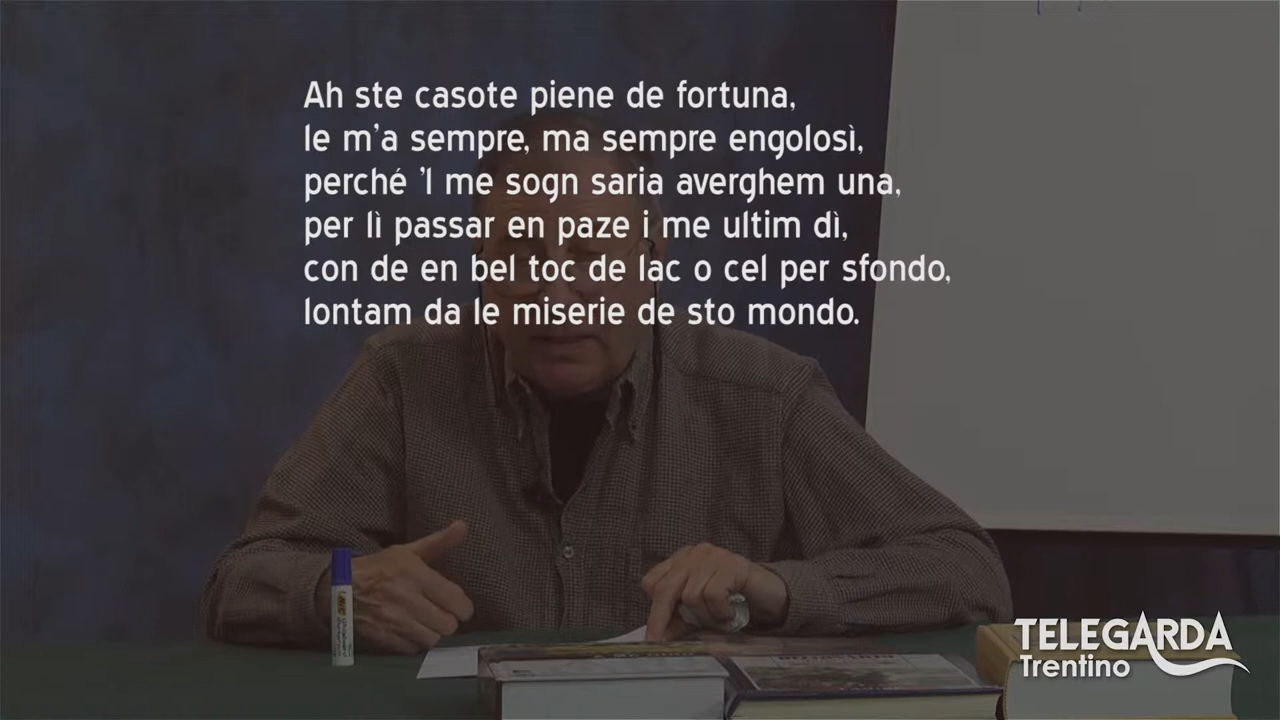 Ah ste casote piene de fortuna,
le m'a sempre, ma sempre engolosì,
perché 'l me sogn saria averghem una,
per lì passar en paze i me ultim dì,
con de en bel toc de lac o cel per sfondo,
lontam da le miserie de sto mondo.
BIC
TELEGARDA
Trentino